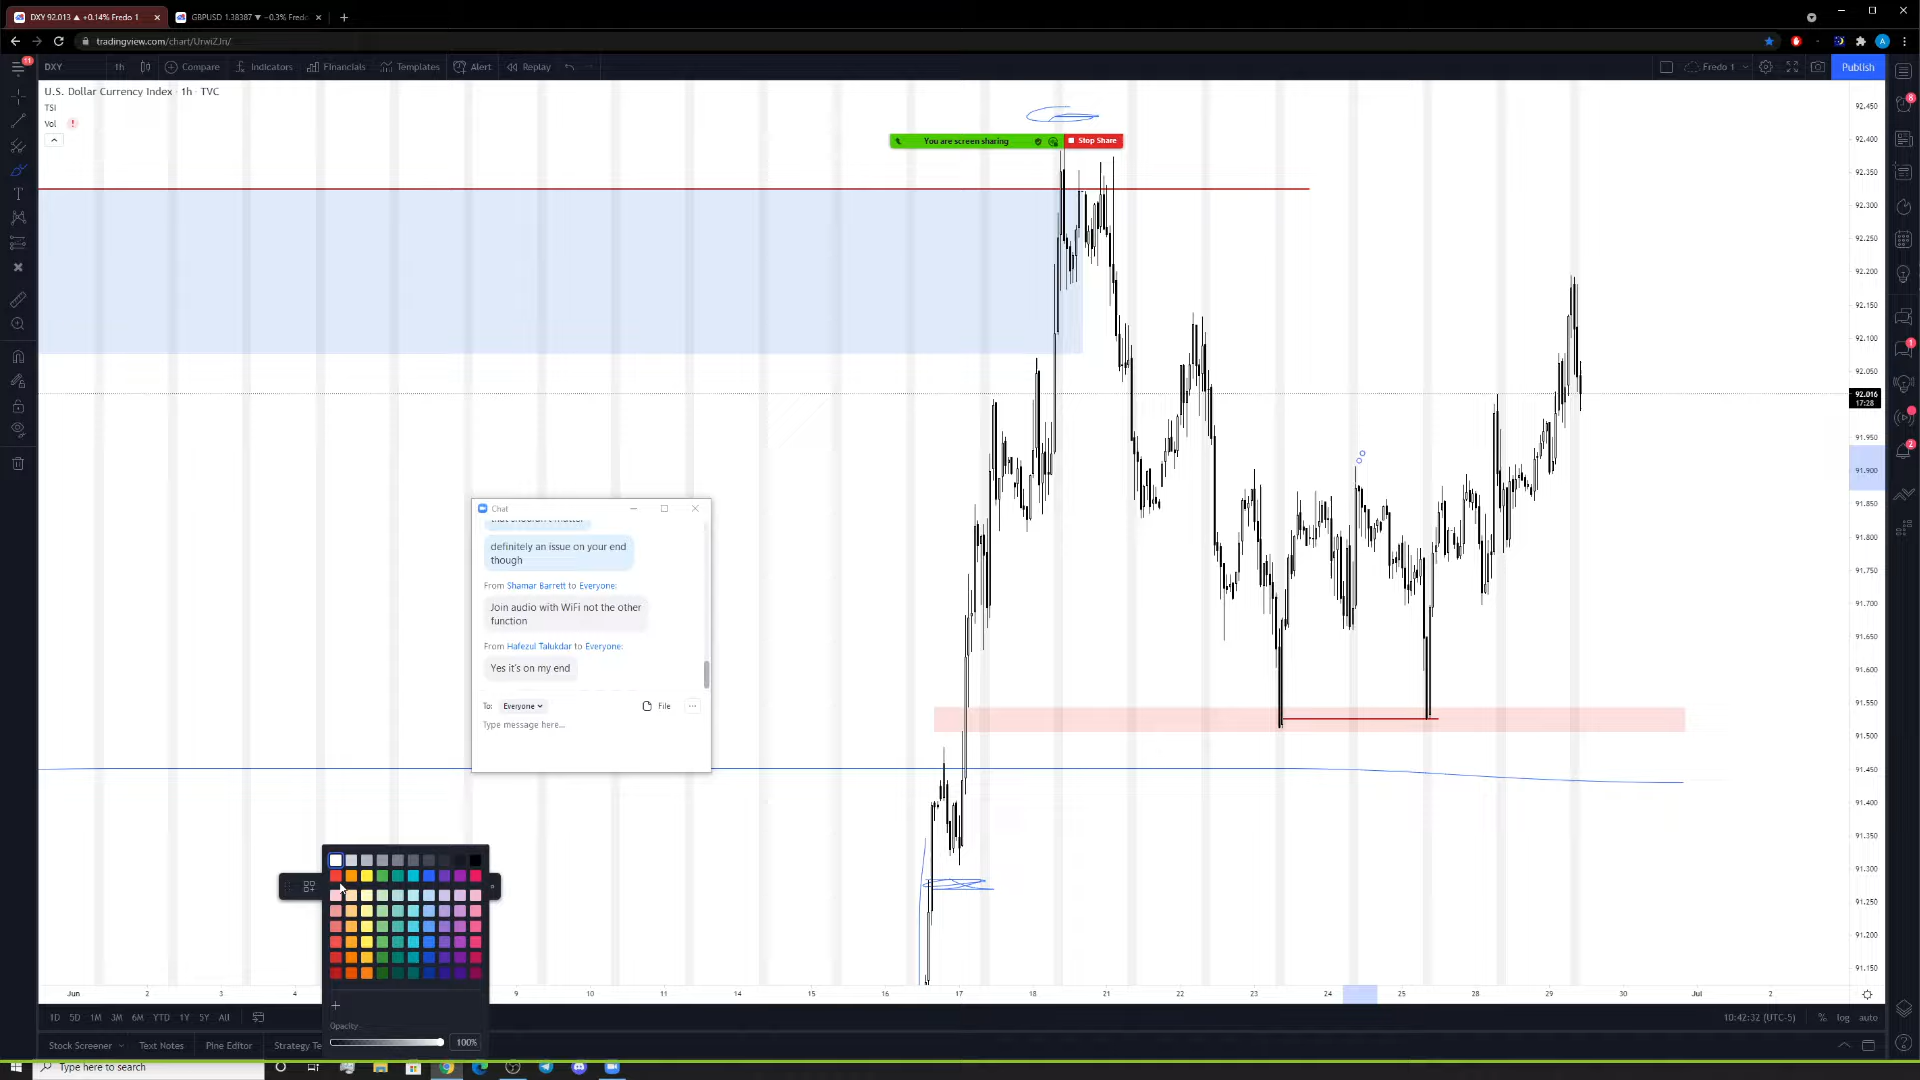 DXY 92.013 ▲ +0.14% Fredo 1
GBPUSD 1.38387 ▼ −0.3% Fredo
tradingview.com/chart/UrwiZJri/
11
DXY
1h
Compare
Indicators
Financials
Templates
Alert
Replay
Fredo 1
Publish
U.S. Dollar Currency Index · 1h · TVC
TSI
Vol
You are screen sharing
Stop Share
92.450
92.400
92.350
92.300
92.250
92.200
92.150
92.100
92.050
92.016
17:28
91.950
91.900
91.850
91.800
91.750
91.700
91.650
91.600
91.550
91.500
91.450
91.400
91.350
91.300
91.250
91.200
91.150
8
1
2
Chat
definitely an issue on your end
though
From Shamar Barrett to Everyone:
Join audio with WiFi not the other
function
From Hafezul Talukdar to Everyone:
Yes it's on my end
To: Everyone
File
Type message here...
Opacity
100%
Jun
2
3
4
9
10
11
14
15
16
17
18
21
22
23
24
25
28
29
30
Jul
2
1D 5D 1M 3M 6M YTD 1Y 5Y All
10:42:32 (UTC-5)
% log auto
Stock Screener
Text Notes
Pine Editor
Strategy Te
Type here to search